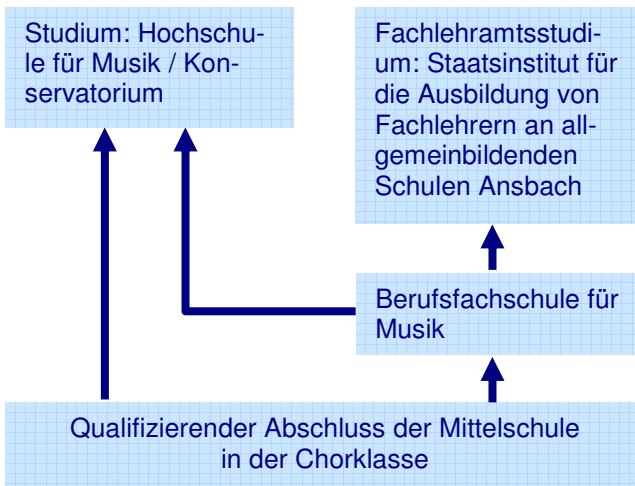 Studium: Hochschu-
le für Musik / Kon-
servatorium
Fachlehramtsstudi-
um: Staatsinstitut für
die Ausbildung von
Fachlehrern an all-
gemeinbildenden
Schulen Ansbach
Berufsfachschule für
Musik
Qualifizierender Abschluss der Mittelschule
in der Chorklasse